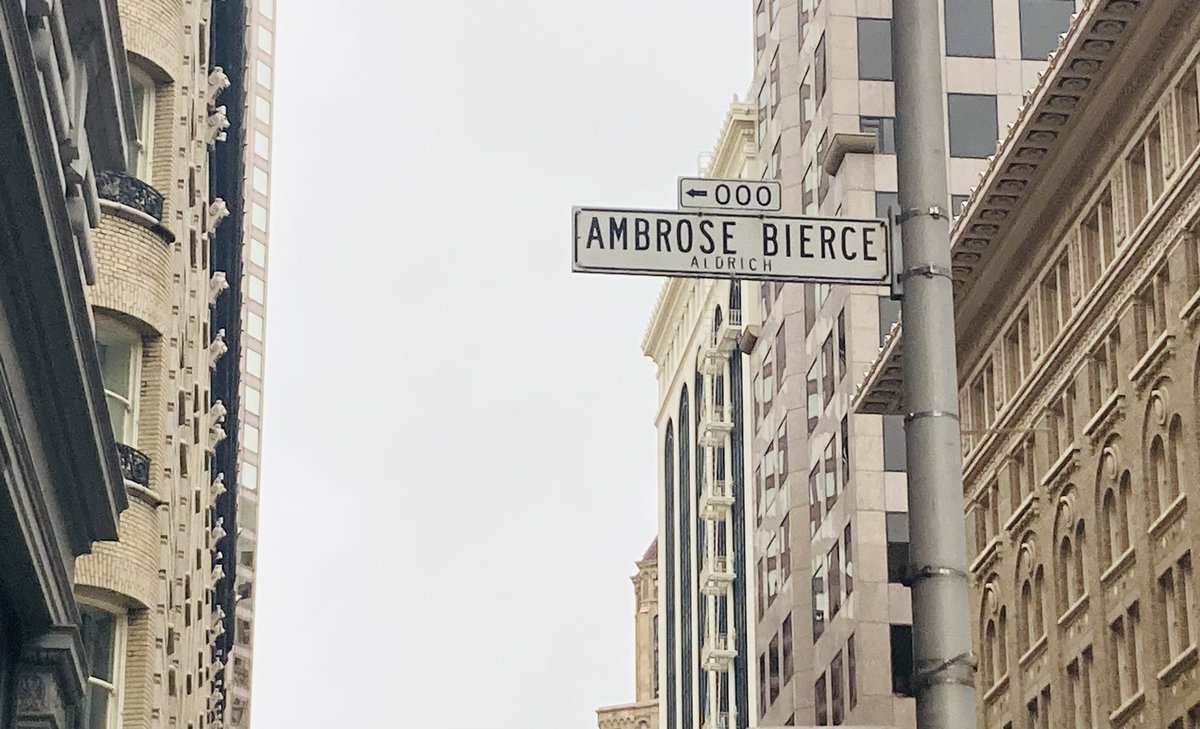 ← 000
AMBROSE BIERCE
ALDRICH